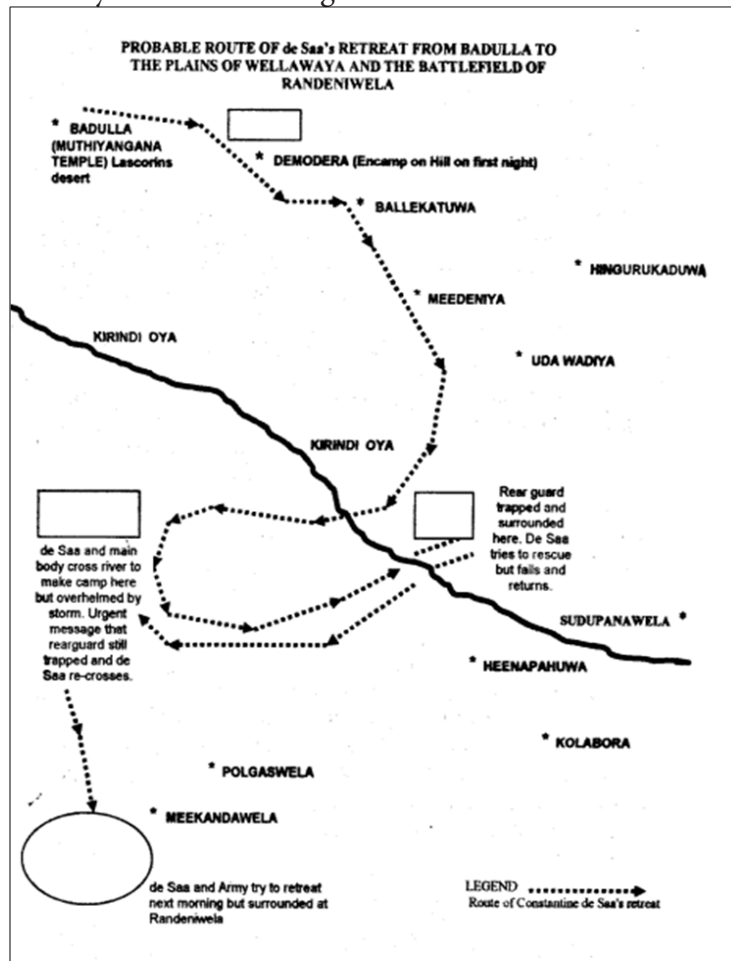 PROBABLE ROUTE OF de Saa's RETREAT FROM BADULLA TO
THE PLAINS OF WELLAWAYA AND THE BATTLEFIELD OF
RANDENIWELA
* BADULLA
(MUTHIYANGANA
TEMPLE) Lascorins
desert
* DEMODERA (Encamp on Hill on first night)
* BALLEKATUWA
* HINGURUKADUWA
* MEEDENIYA
KIRINDI OYA
* UDA WADIYA
KIRINDI OYA
Rear guard
trapped and
surrounded
here. De Saa
tries to rescue
but fails and
returns.
de Saa and main
body cross river to
make camp here
but overhelmed by
storm. Urgent
message that
rearguard still
trapped and de
Saa re-crosses.
SUDUPANAWELA *
* HEENAPAHUWA
* KOLABORA
* POLGASWELA
* MEEKANDAWELA
de Saa and Army try to retreat
next morning but surrounded at
Randeniwela
LEGEND
Route of Constantine de Saa's retreat